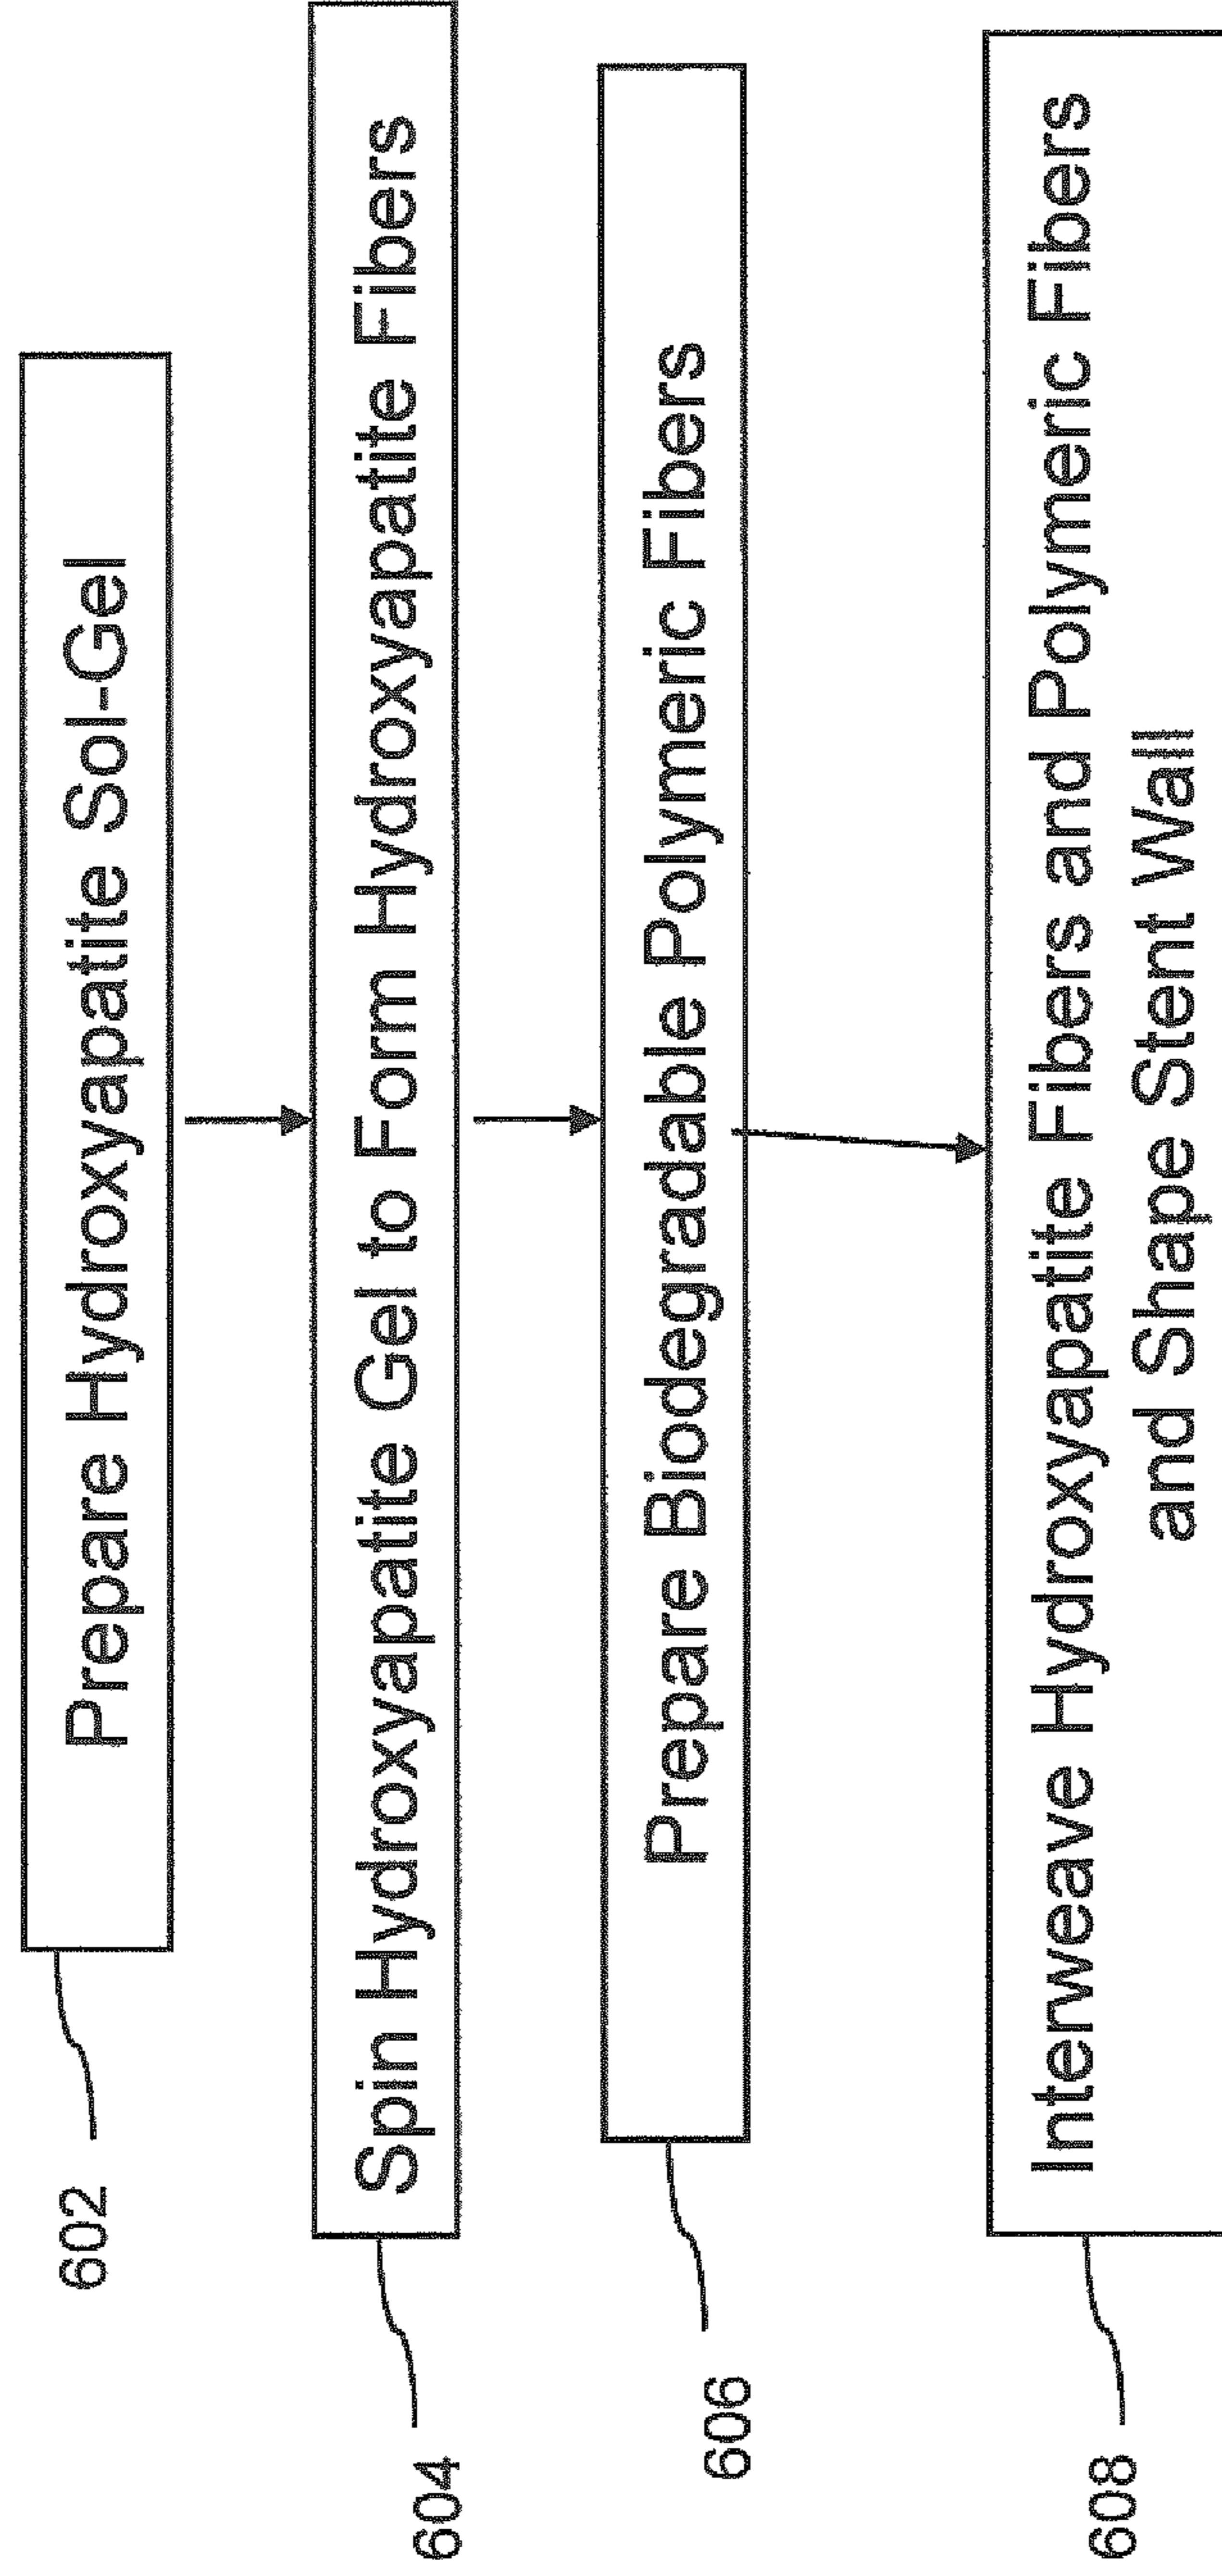 602
Prepare Hydroxyapatite Sol-Gel
604
Spin Hydroxyapatite Gel to Form Hydroxyapatite Fibers
606
Prepare Biodegradable Polymeric Fibers
608
Interweave Hydroxyapatite Fibers and Polymeric Fibers
and Shape Stent Wall